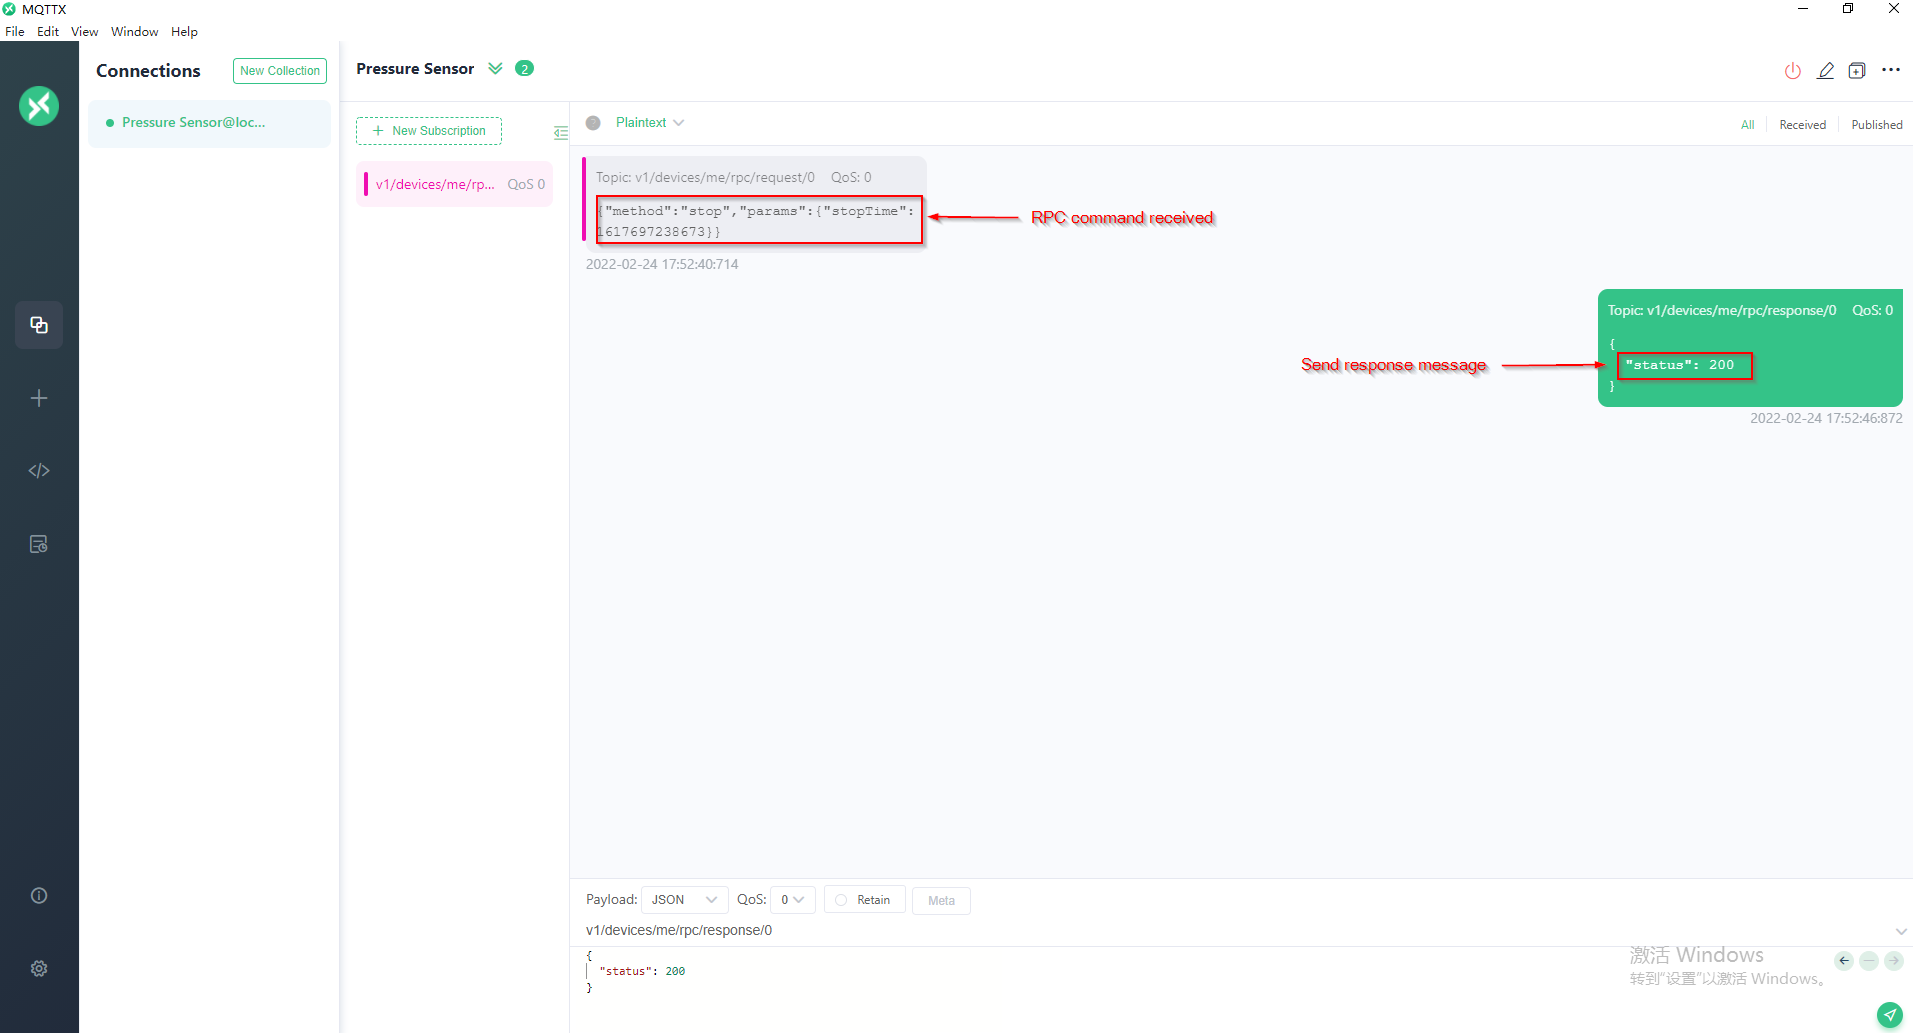 MQTTX
File Edit View Window Help
Connections
New Collection
Pressure Sensor@loc...
Pressure Sensor
2
New Subscription
v1/devices/me/rp... QoS 0
? Plaintext
All Received Published
Topic: v1/devices/me/rpc/request/0 QoS: 0
{"method":"stop","params":{"stopTime":
1617697238673}}
RPC command received
2022-02-24 17:52:40:714
Topic: v1/devices/me/rpc/response/0 QoS: 0
{
"status": 200
}
Send response message
2022-02-24 17:52:46:872
Payload: JSON QoS: 0 Retain Meta
v1/devices/me/rpc/response/0
{
"status": 200
}
激活 Windows
转到"设置"以激活 Windows。